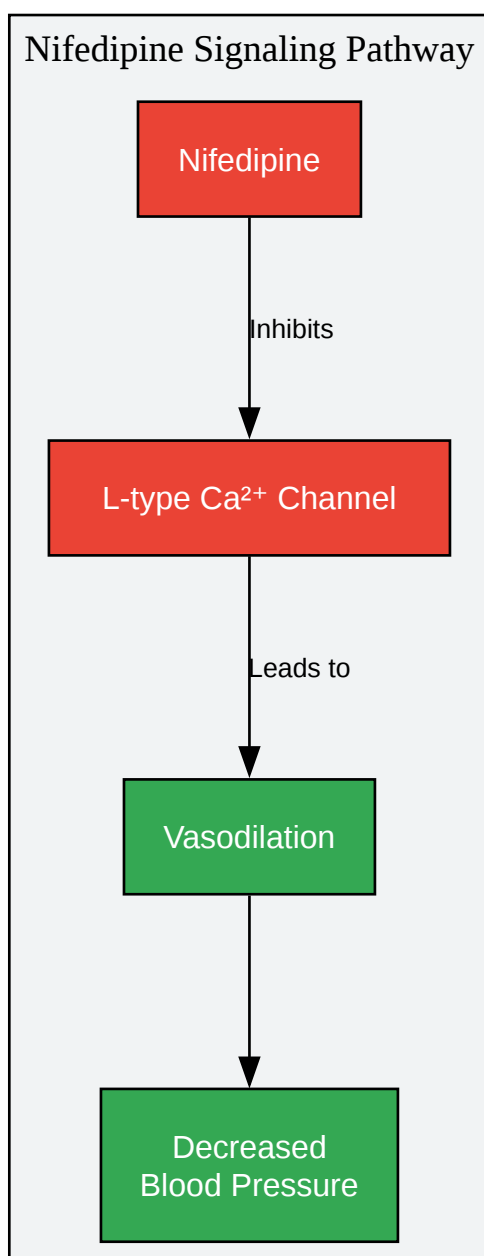 Nifedipine Signaling Pathway
Nifedipine
Inhibits
L-type Ca²⁺ Channel
Leads to
Vasodilation
Decreased
Blood Pressure